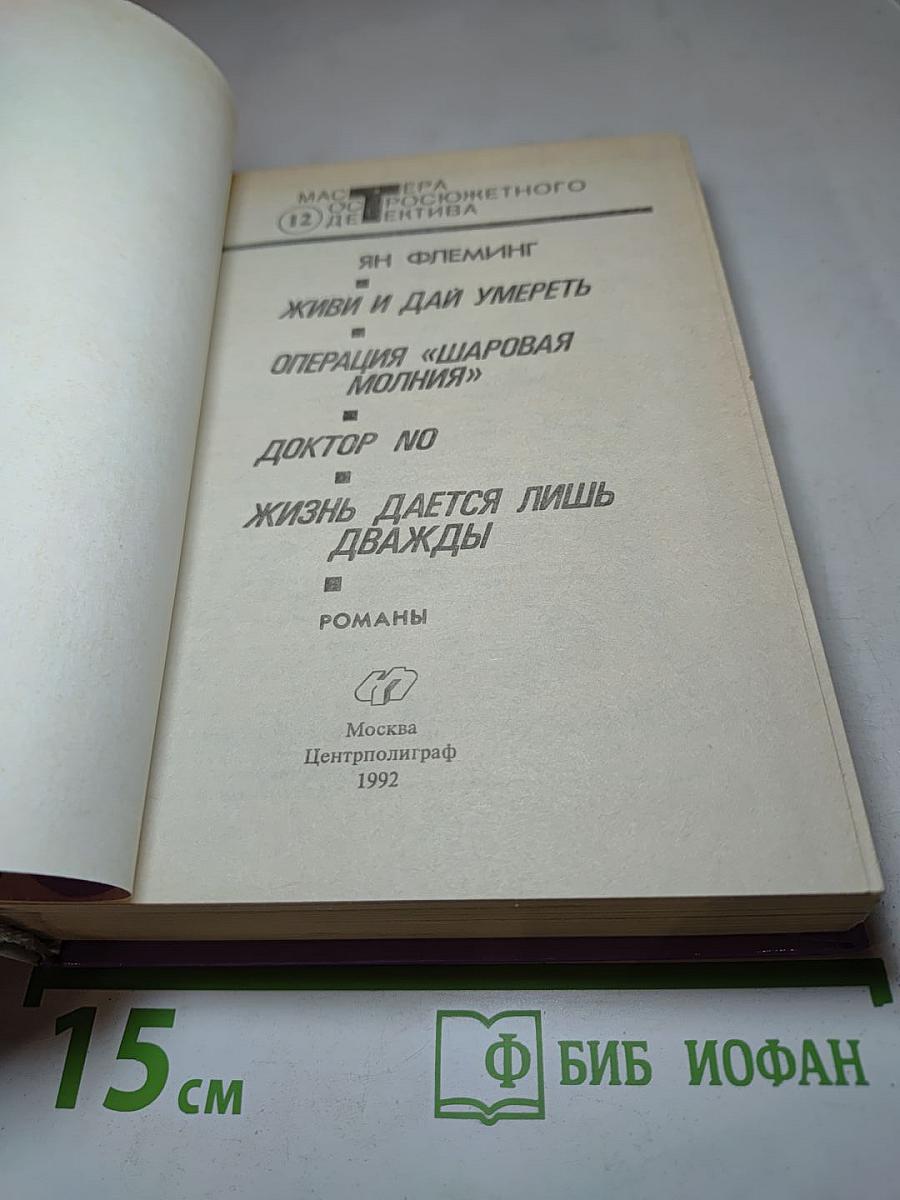 МАСТЕРА
ОСТРОСЮЖЕТНОГО
12 ДЕТЕКТИВА
ЯН ФЛЕМИНГ
ЖИВИ И ДАЙ УМЕРЕТЬ
ОПЕРАЦИЯ «ШАРОВАЯ
МОЛНИЯ»
ДОКТОР NO
ЖИЗНЬ ДАЕТСЯ ЛИШЬ
ДВАЖДЫ
РОМАНЫ
ЦП
Москва
Центрполиграф
1992
15 см
Ф БИБ ИОФАН